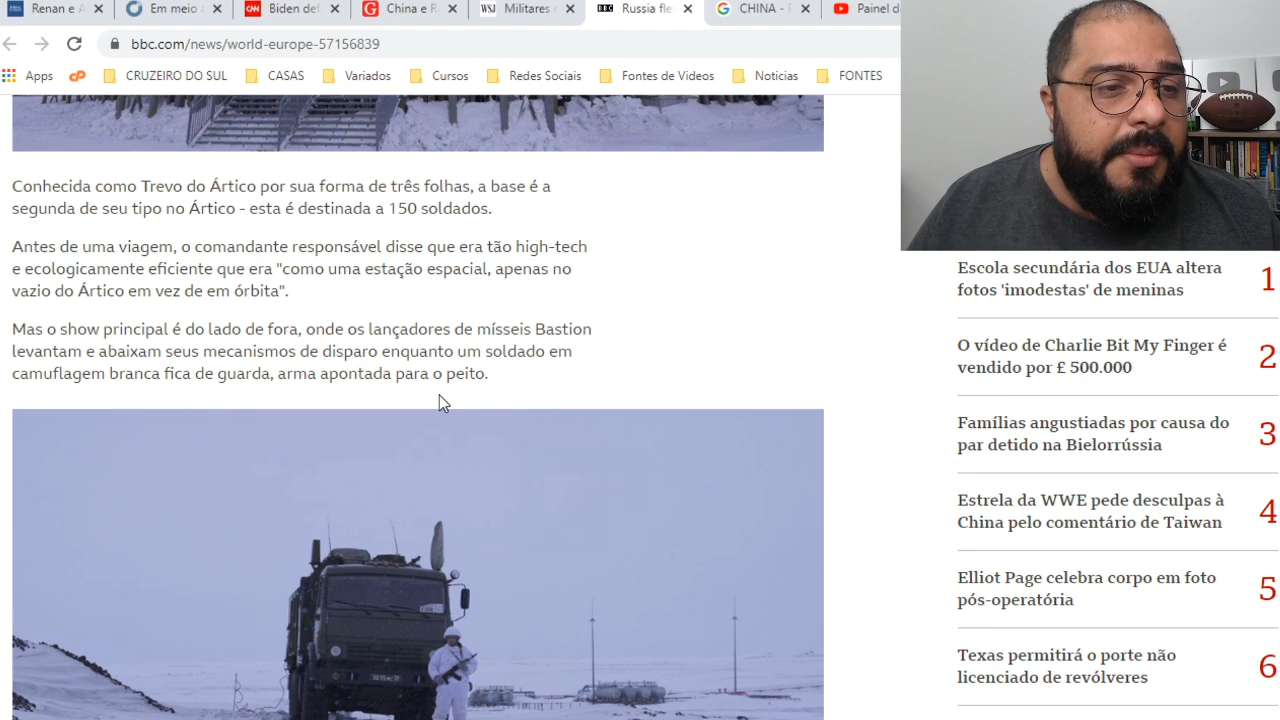 Renan e A
Em meio a
Biden def
China e R
Militares r
Russia fle
CHINA - F
Painel d
bbc.com/news/world-europe-57156839
Apps
CRUZEIRO DO SUL
CASAS
Variados
Cursos
Redes Sociais
Fontes de Videos
Noticias
FONTES
Conhecida como Trevo do Ártico por sua forma de três folhas, a base é a
segunda de seu tipo no Ártico - esta é destinada a 150 soldados.
Antes de uma viagem, o comandante responsável disse que era tão high-tech
e ecologicamente eficiente que era "como uma estação espacial, apenas no
vazio do Ártico em vez de em órbita".
Mas o show principal é do lado de fora, onde os lançadores de mísseis Bastion
levantam e abaixam seus mecanismos de disparo enquanto um soldado em
camuflagem branca fica de guarda, arma apontada para o peito.
Escola secundária dos EUA altera
fotos 'imodestas' de meninas
1
O vídeo de Charlie Bit My Finger é
vendido por £ 500.000
2
Famílias angustiadas por causa do
par detido na Bielorrússia
3
Estrela da WWE pede desculpas à
China pelo comentário de Taiwan
4
Elliot Page celebra corpo em foto
pós-operatória
5
Texas permitirá o porte não
licenciado de revólveres
6